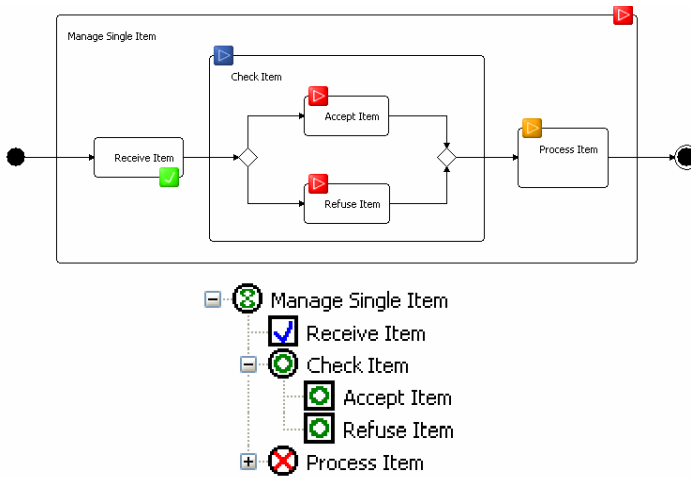 Manage Single Item
Check Item
Accept Item
Receive Item
Process Item
Refuse Item
Manage Single Item
Receive Item
Check Item
Accept Item
Refuse Item
Process Item